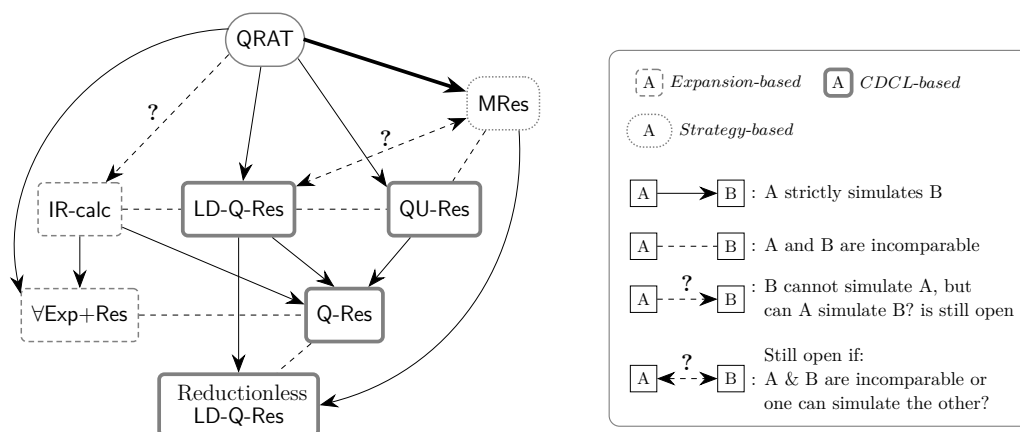 QRAT
MRes
?
?
IR-calc
LD-Q-Res
QU-Res
∀Exp+Res
Q-Res
Reductionless
LD-Q-Res
A Expansion-based A CDCL-based
A Strategy-based
A B : A strictly simulates B
A B : A and B are incomparable
A ? B : B cannot simulate A, but
can A simulate B? is still open
Still open if:
A ? B : A & B are incomparable or
one can simulate the other?